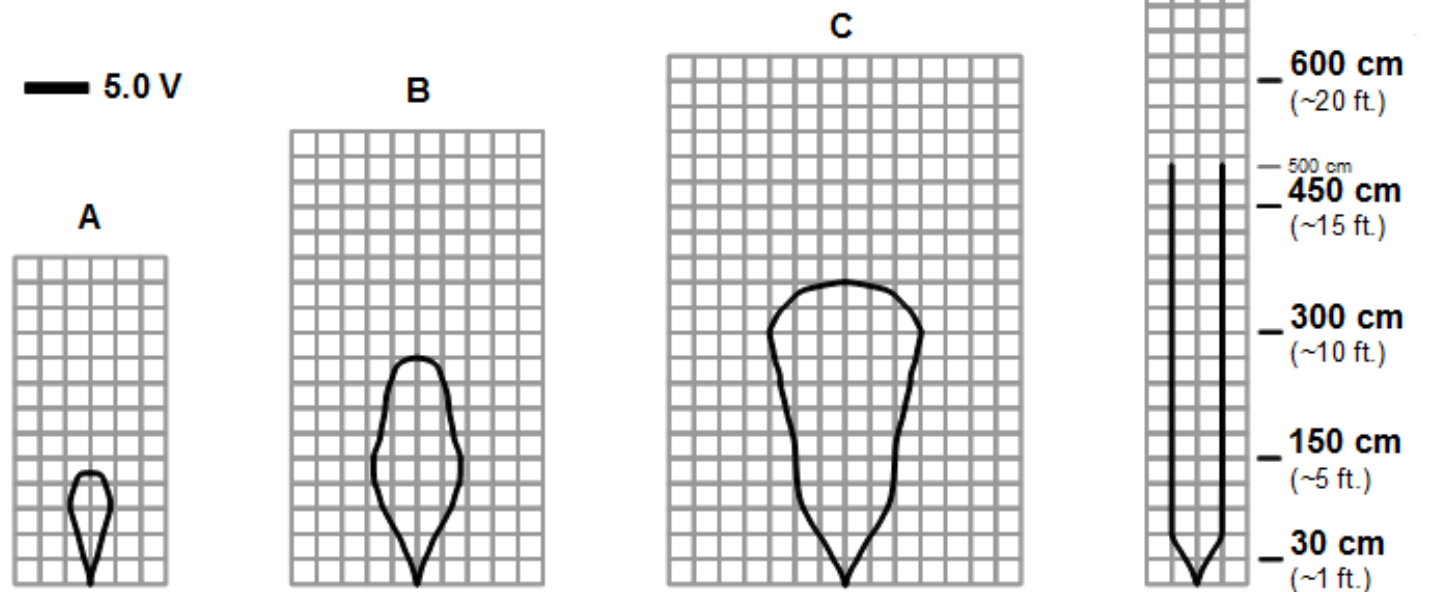 C
5.0 V
B
A
600 cm
(~20 ft.)
500 cm
450 cm
(~15 ft.)
300 cm
(~10 ft.)
150 cm
(~5 ft.)
30 cm
(~1 ft.)